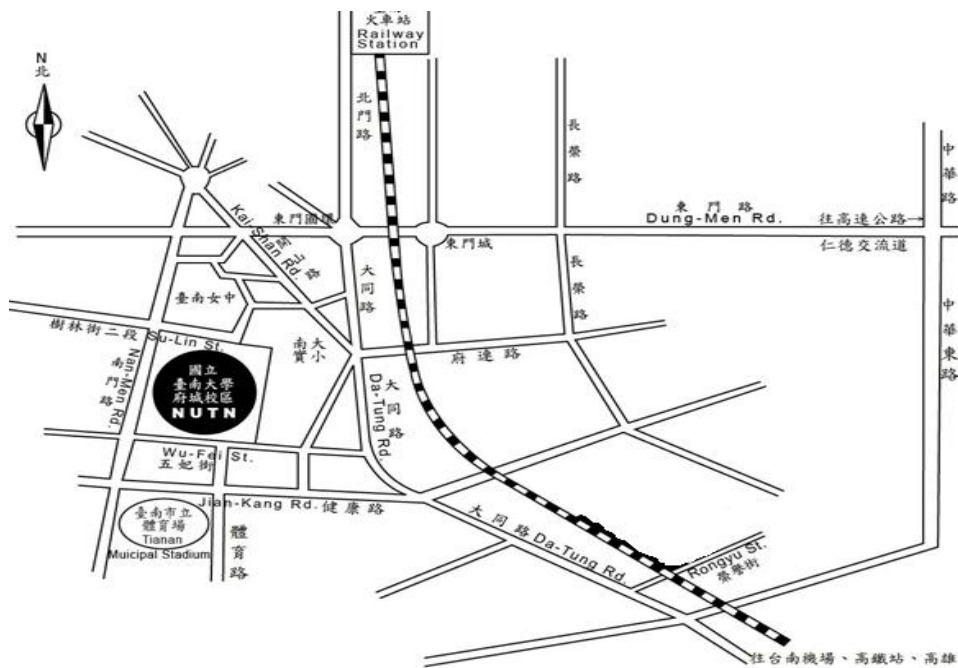 火車站
Railway
Station
N
北
北
門
路
長
榮
路
中
華
路
東門路
Dung-Men Rd.
往高速公路→
仁德交流道
東門圓環
東門城
Kai-Shan Rd.
開山路
大
同
路
長
榮
路
中
華
東
路
臺南女中
樹林街二段
Su-Lin St.
南大
實小
府連路
Nan-Men Rd.
南
門
路
國立
臺南大學
府城校區
NUTN
大
同
路
Da-Tung Rd.
Wu-Fei St.
五妃街
Jian-Kang Rd. 健康路
臺南市立
體育場
Tianan
Muicipal Stadium
體
育
路
大同路 Da-Tung Rd.
Rongyu St.
榮譽街
往台南機場、高鐵站、高雄